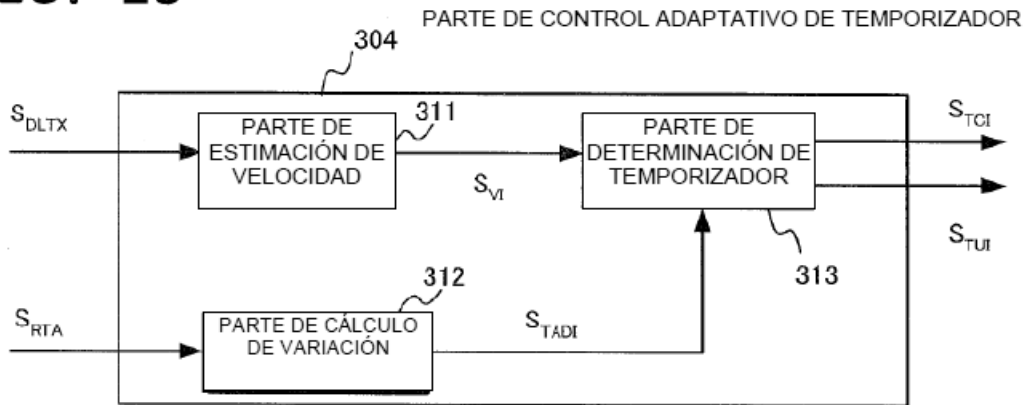 PARTE DE CONTROL ADAPTATIVO DE TEMPORIZADOR
304
S_DLTX
PARTE DE
ESTIMACIÓN DE
VELOCIDAD
311
S_VI
PARTE DE
DETERMINACIÓN DE
TEMPORIZADOR
313
S_TCI
S_TUI
S_RTA
PARTE DE CÁLCULO
DE VARIACIÓN
312
S_TADI